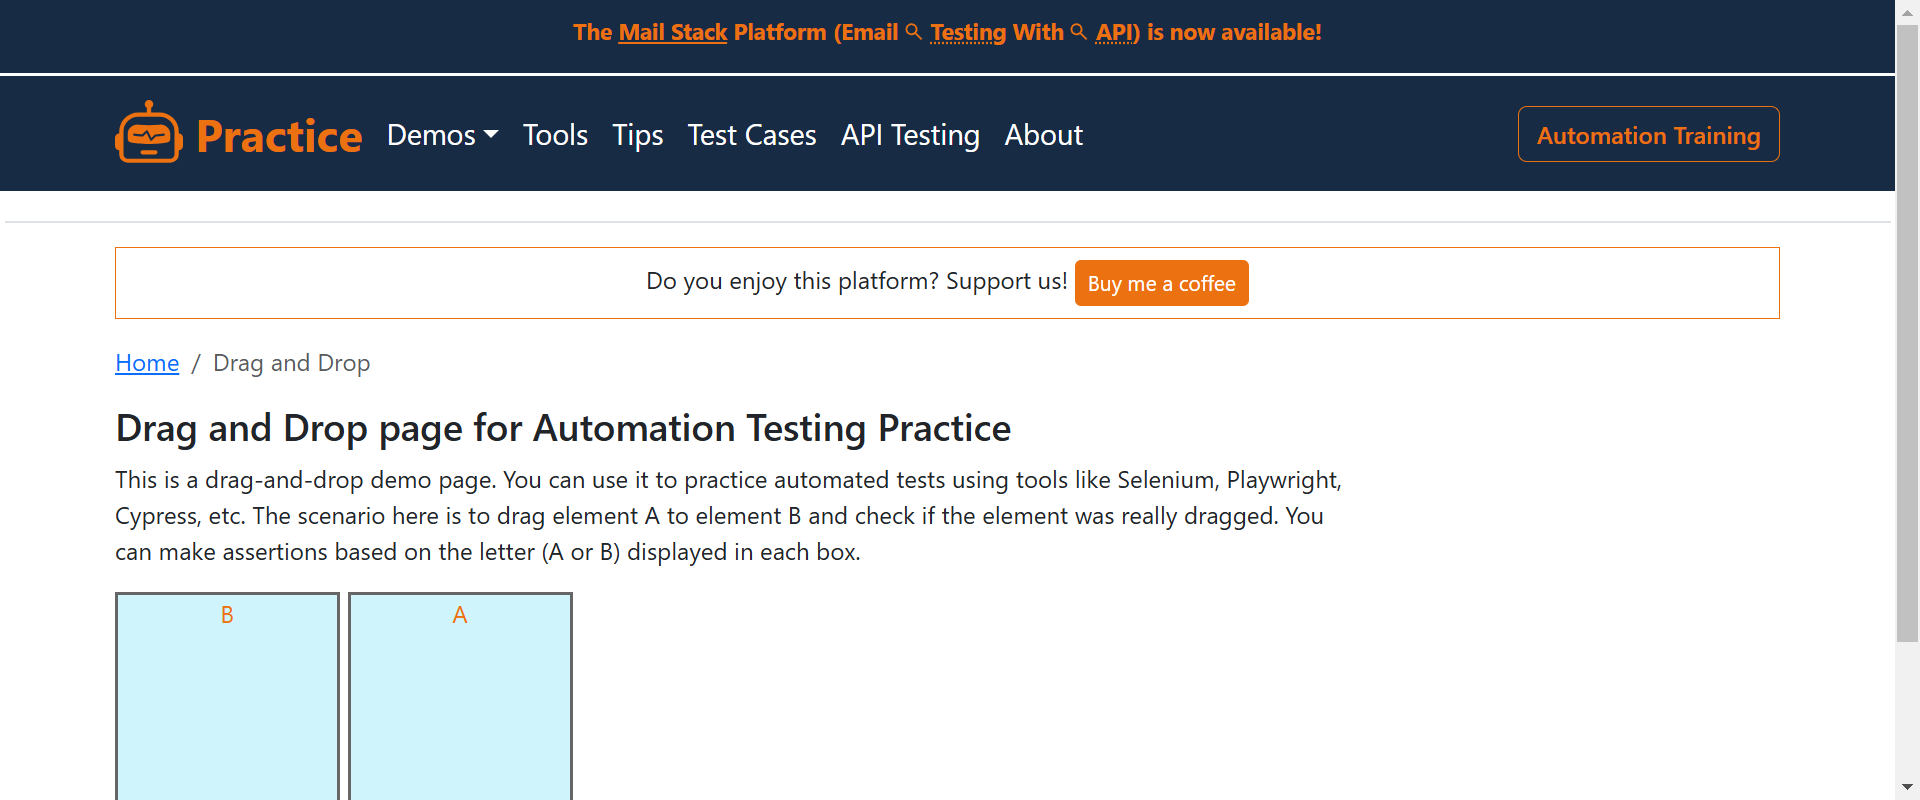 The Mail Stack Platform (Email Testing With API) is now available!
Practice
Demos Tools Tips Test Cases API Testing About
Automation Training
Do you enjoy this platform? Support us! Buy me a coffee
Home / Drag and Drop
Drag and Drop page for Automation Testing Practice
This is a drag-and-drop demo page. You can use it to practice automated tests using tools like Selenium, Playwright,
Cypress, etc. The scenario here is to drag element A to element B and check if the element was really dragged. You
can make assertions based on the letter (A or B) displayed in each box.
B
A